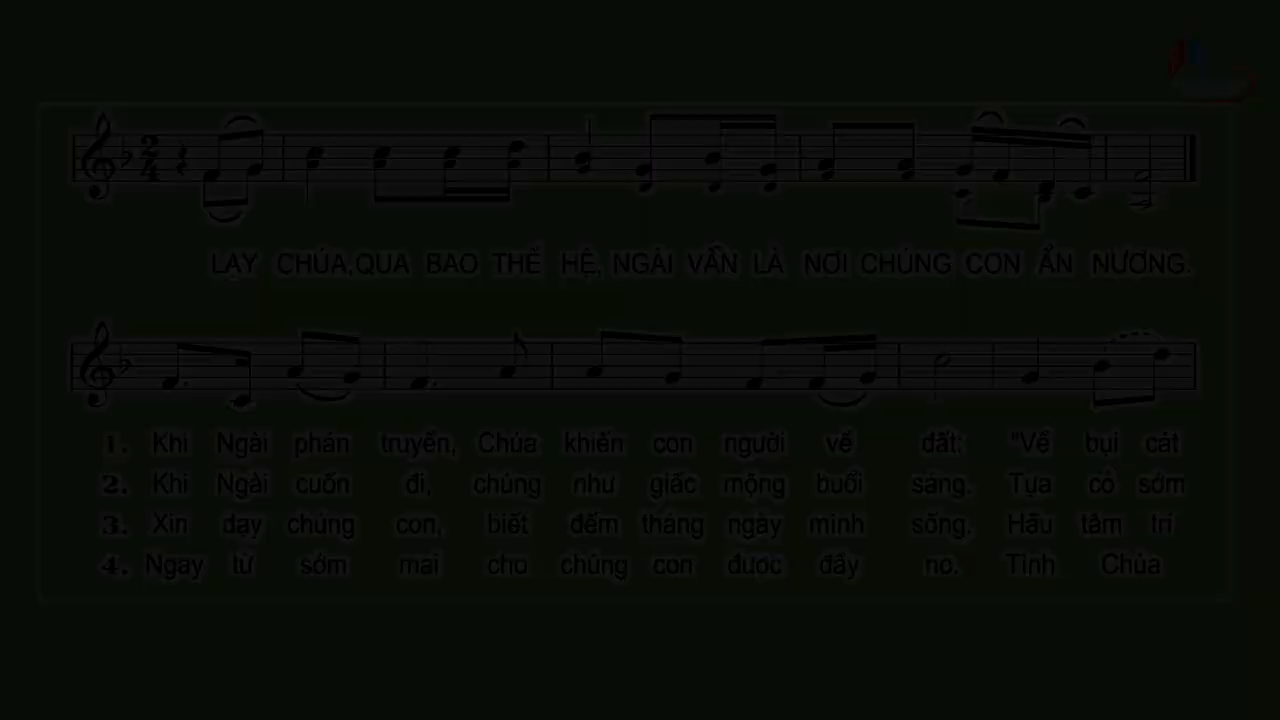 LẠY CHÚA, QUA BAO THẾ HỆ, NGÀI VẪN LÀ NƠI CHÚNG CON ẨN NƯƠNG.
1. Khi Ngài phán truyền, Chúa khiến con người về đất: "Về bụi cát
2. Khi Ngài cuốn đi, chúng như giấc mộng buổi sáng. Tựa cỏ sớm
3. Xin dạy chúng con, biết đếm tháng ngày mình sống. Hầu tâm trí
4. Ngay từ sớm mai cho chúng con được đầy no. Tình Chúa